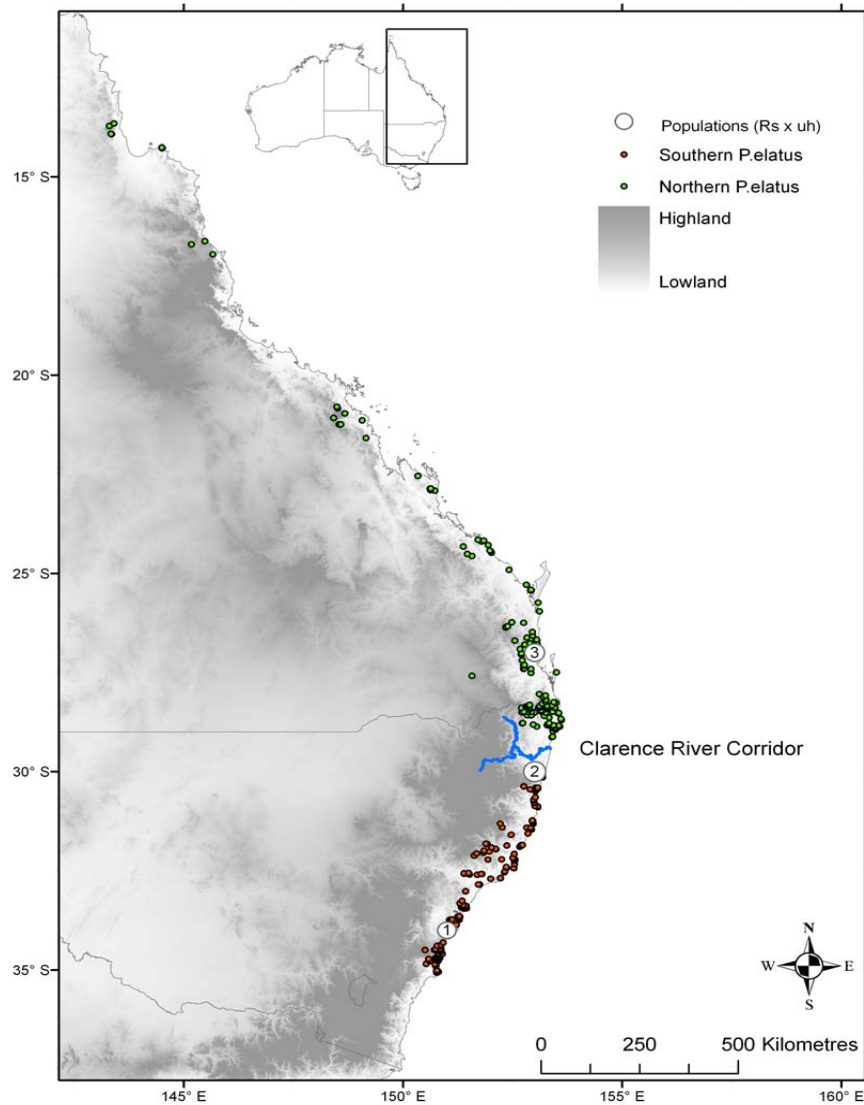 Populations (Rs x uh)
Southern P.elatus
Northern P.elatus
Highland
Lowland
15° S
20° S
25° S
30° S
35° S
3
2
1
Clarence River Corridor
N
W
E
S
0 250 500 Kilometres
145° E 150° E 155° E 160° E